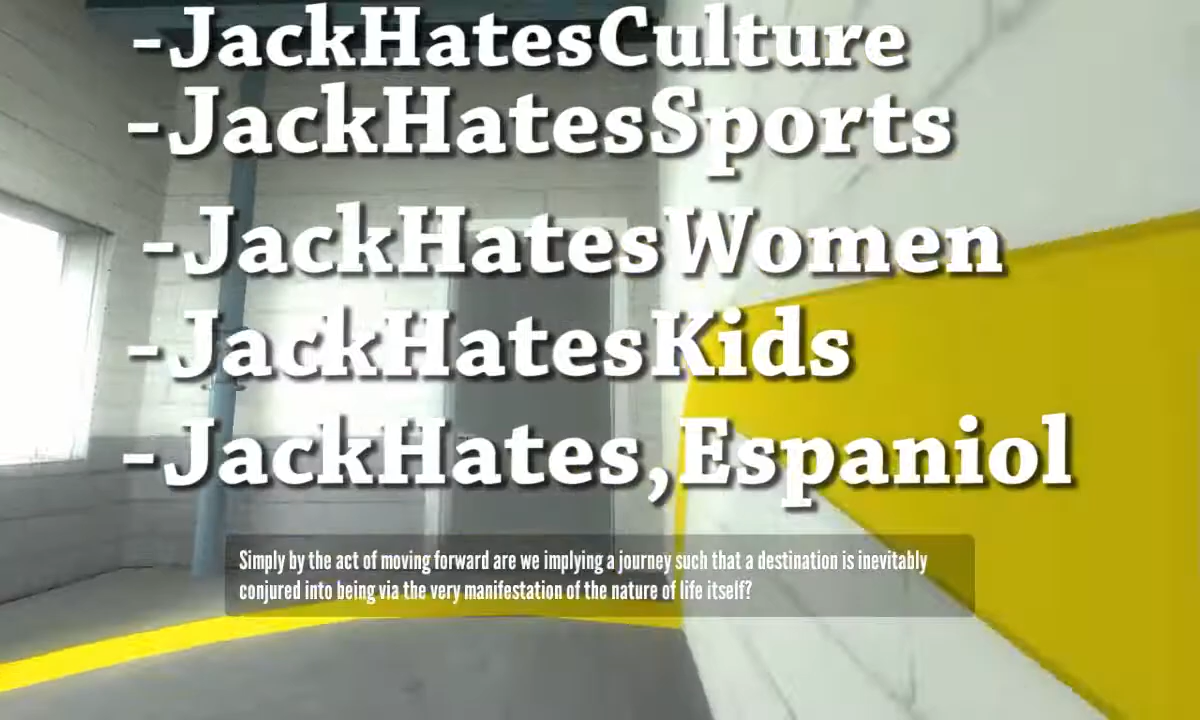 -JackHatesCulture
-JackHatesSports
-JackHatesWomen
-JackHatesKids
-JackHates,Espaniol
Simply by the act of moving forward are we implying a journey such that a destination is inevitably
conjured into being via the very manifestation of the nature of life itself?